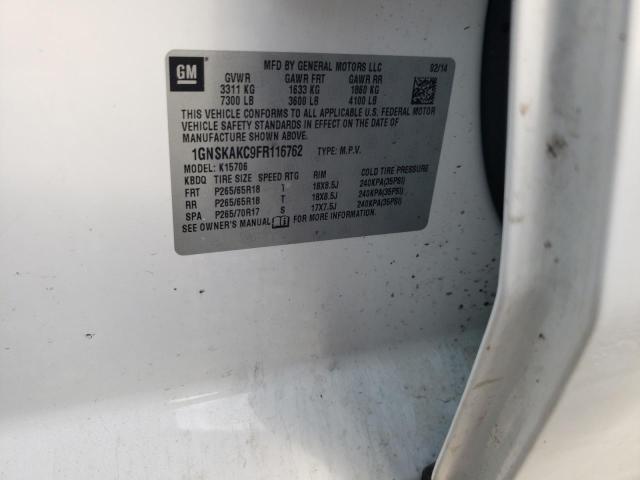 GM
MFD BY GENERAL MOTORS LLC 02/14
GVWR GAWR FRT GAWR RR
3311 KG 1633 KG 1860 KG
7300 LB 3600 LB 4100 LB
THIS VEHICLE CONFORMS TO ALL APPLICABLE U.S. FEDERAL MOTOR
VEHICLE SAFETY STANDARDS IN EFFECT ON THE DATE OF
MANUFACTURE SHOWN ABOVE.
1GNSKAKC9FR116762 TYPE: M.P.V.
MODEL: K15706
KBDQ TIRE SIZE SPEED RTG RIM COLD TIRE PRESSURE
FRT P265/65R18 T 18X8.5J 240KPA(35PSI)
RR P265/65R18 T 18X8.5J 240KPA(35PSI)
SPA P265/70R17 S 17X7.5J 240KPA(35PSI)
SEE OWNER'S MANUAL FOR MORE INFORMATION.